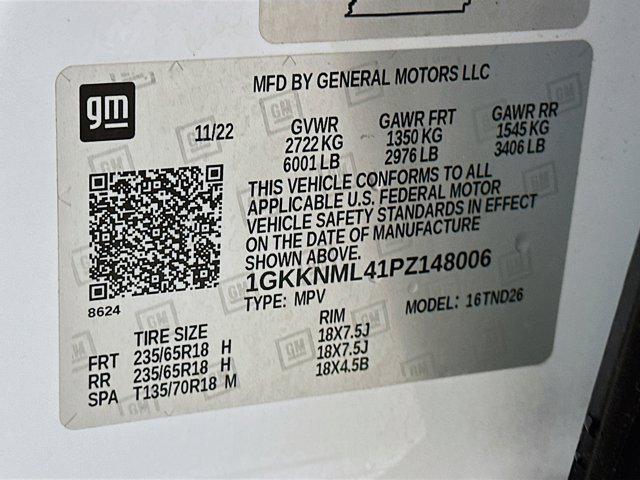 gm
MFD BY GENERAL MOTORS LLC
11/22
GVWR GAWR FRT GAWR RR
2722 KG 1350 KG 1545 KG
6001 LB 2976 LB 3406 LB
THIS VEHICLE CONFORMS TO ALL
APPLICABLE U.S. FEDERAL MOTOR
VEHICLE SAFETY STANDARDS IN EFFECT
ON THE DATE OF MANUFACTURE
SHOWN ABOVE.
1GKKNML41PZ148006
8624
TYPE: MPV MODEL: 16TND26
TIRE SIZE RIM
FRT 235/65R18 H 18X7.5J
RR 235/65R18 H 18X7.5J
SPA T135/70R18 M 18X4.5B